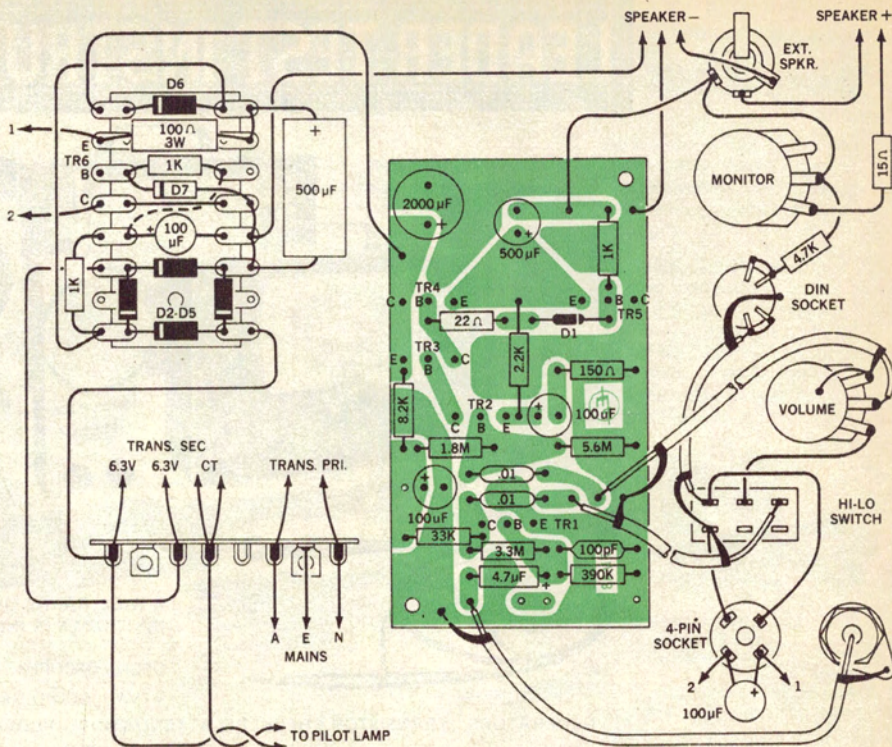 SPEAKER –
SPEAKER +
EXT.
SPKR.
D6
1
100Ω
3W
E
TR6
B
1K
D7
C
2
+
100
µF
1K
D2-D5
+
500µF
MONITOR
15Ω
4.7K
DIN
SOCKET
VOLUME
HI-LO
SWITCH
2000µF
+
500µF
+
1K
TR4
C B E
E B C
TR5
22Ω
D1
TR3
E B C
2.2K
150Ω
8.2K
TR2
C B E
+
100µF
1.8M
5.6M
.01
.01
+
100µF
C B E TR1
33K
3.3M
100pF
4.7µF
+
390K
TRANS. SEC
6.3V 6.3V CT
TRANS. PRI.
A E N
MAINS
TO PILOT LAMP
4-PIN
SOCKET
2
1
+
100µF